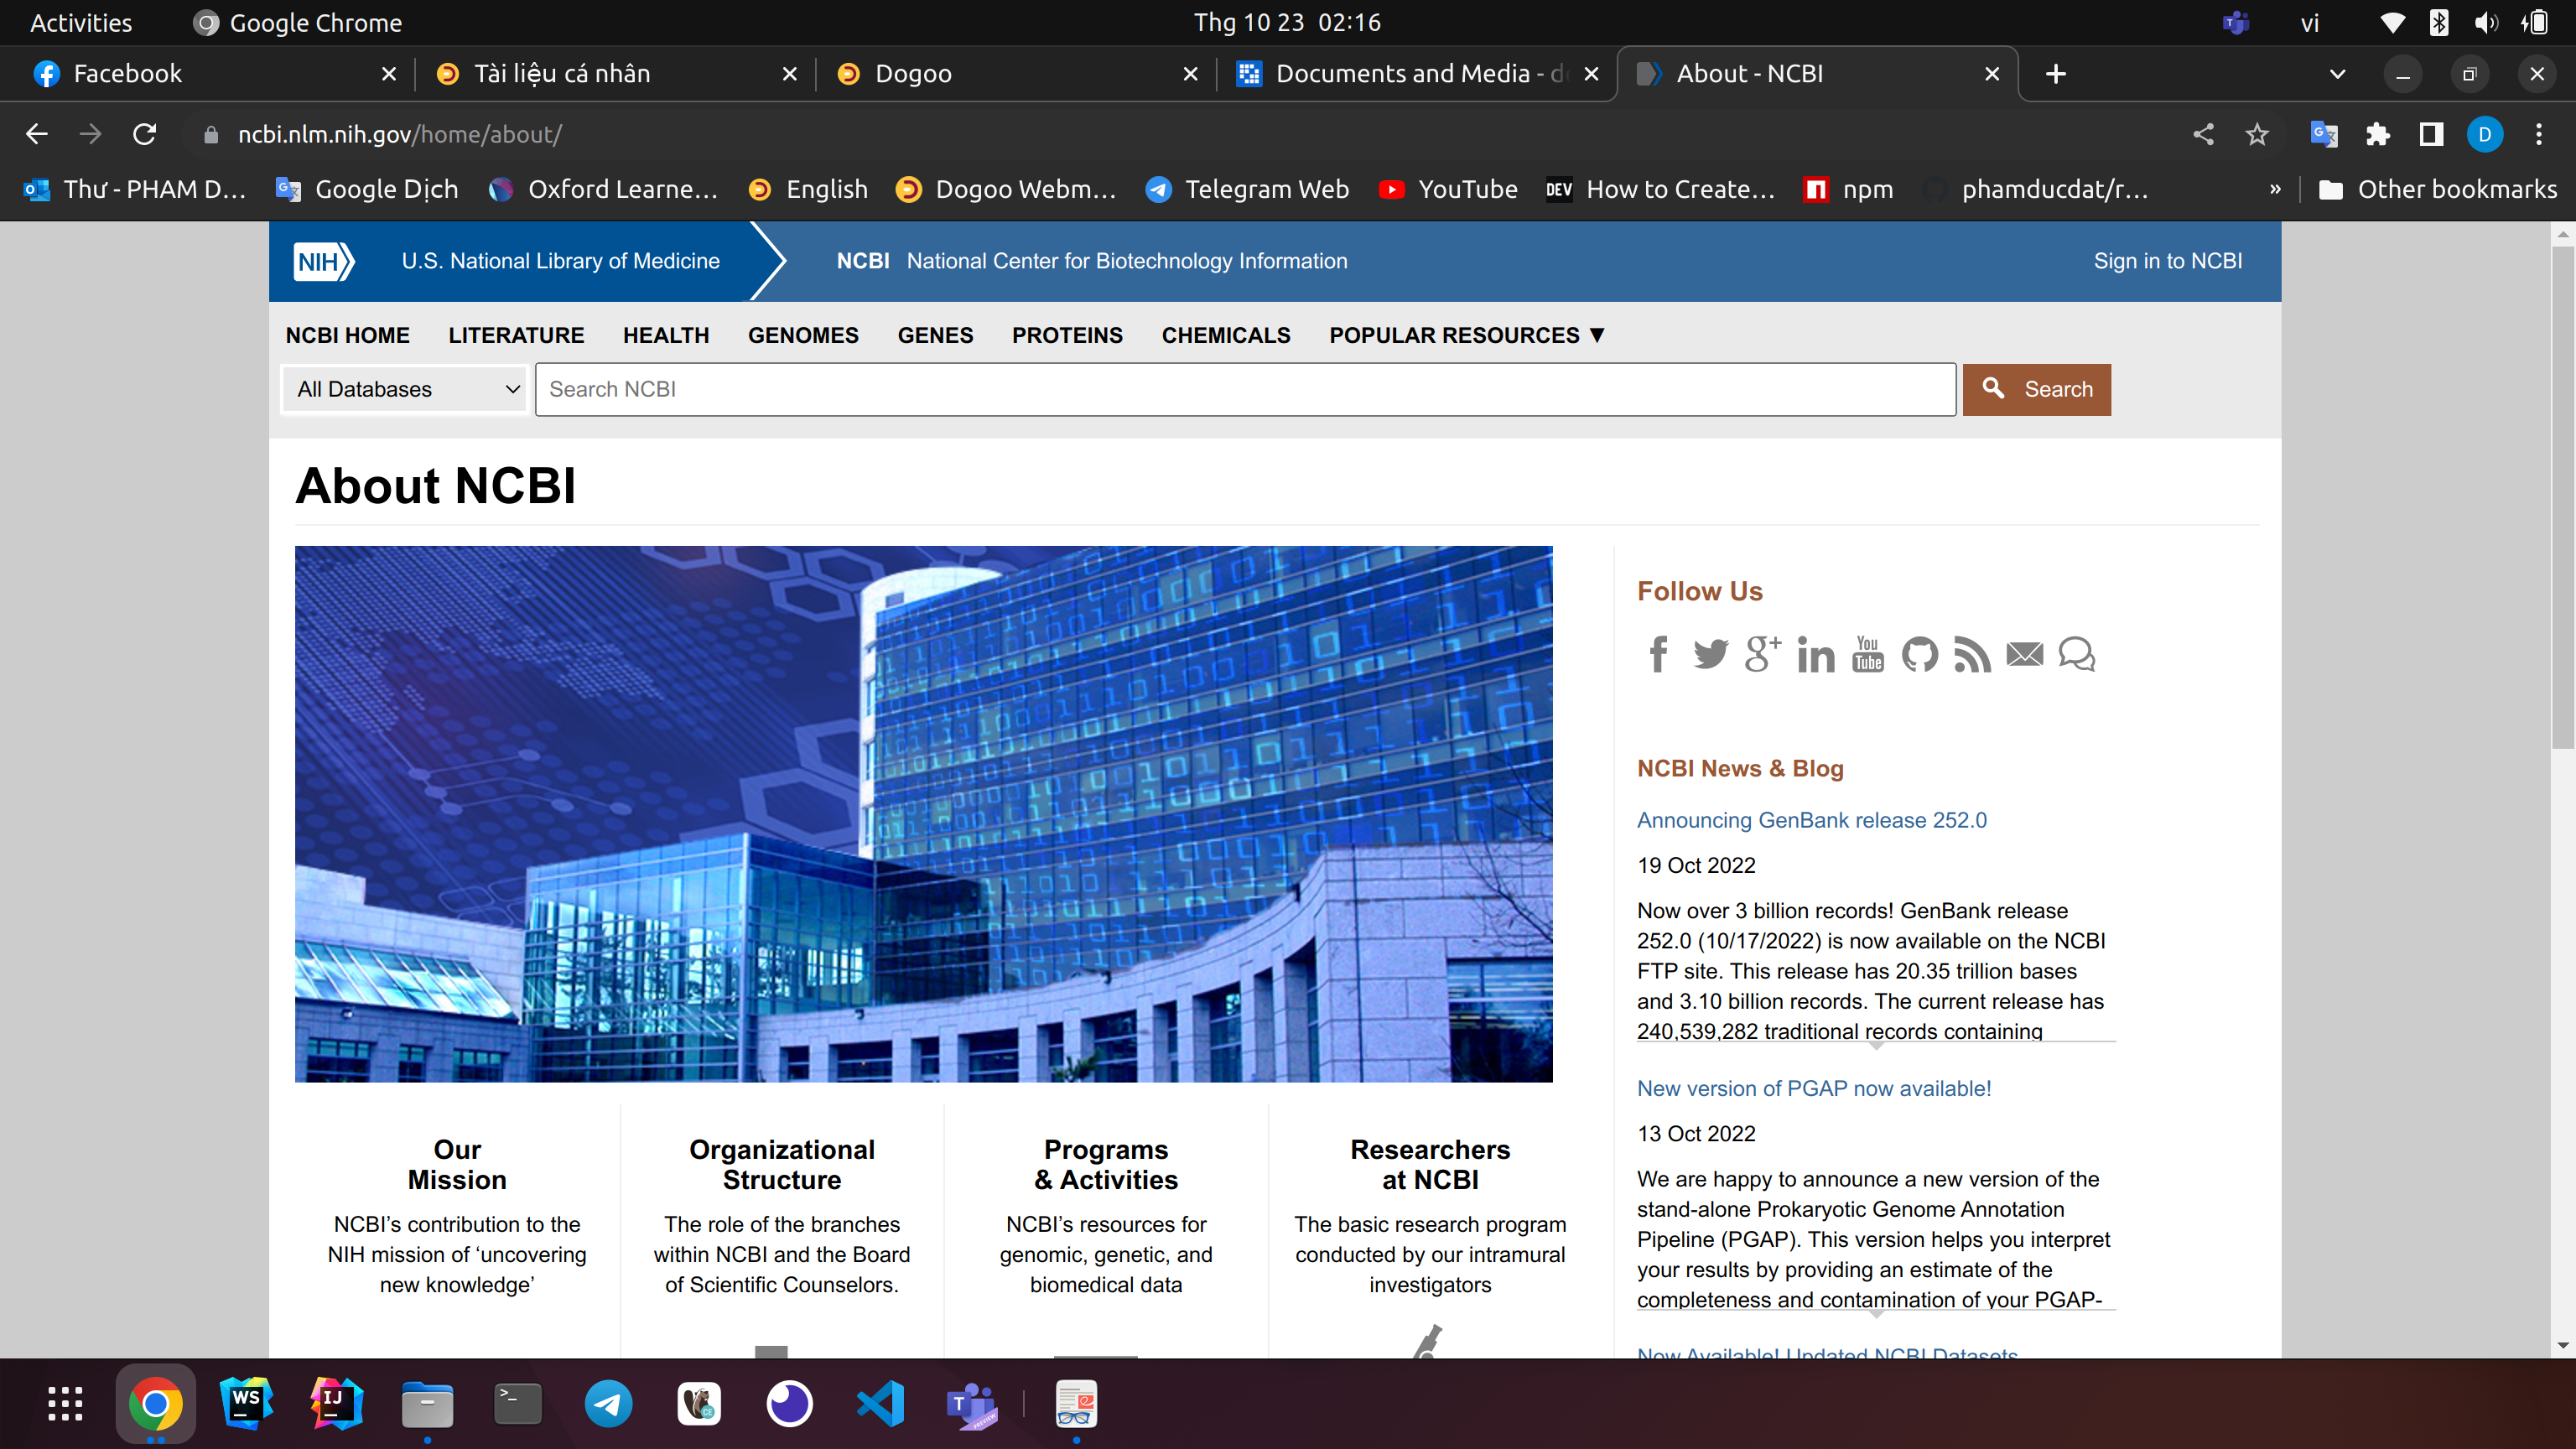 Activities
Google Chrome
Thg 10 23 02:16
vi
Facebook
Tài liệu cá nhân
Dogoo
Documents and Media - d
About - NCBI
ncbi.nlm.nih.gov/home/about/
D
Thư - PHAM D...
Google Dịch
Oxford Learne...
English
Dogoo Webm...
Telegram Web
YouTube
DEV
How to Create...
npm
phamducdat/r...
»
Other bookmarks
NIH
U.S. National Library of Medicine
NCBI National Center for Biotechnology Information
Sign in to NCBI
NCBI HOME
LITERATURE
HEALTH
GENOMES
GENES
PROTEINS
CHEMICALS
POPULAR RESOURCES ▼
All Databases
Search NCBI
Search
About NCBI
Our
Mission
NCBI’s contribution to the
NIH mission of ‘uncovering
new knowledge’
Organizational
Structure
The role of the branches
within NCBI and the Board
of Scientific Counselors.
Programs
& Activities
NCBI’s resources for
genomic, genetic, and
biomedical data
Researchers
at NCBI
The basic research program
conducted by our intramural
investigators
Follow Us
You
Tube
NCBI News & Blog
Announcing GenBank release 252.0
19 Oct 2022
Now over 3 billion records! GenBank release
252.0 (10/17/2022) is now available on the NCBI
FTP site. This release has 20.35 trillion bases
and 3.10 billion records. The current release has
240,539,282 traditional records containing
New version of PGAP now available!
13 Oct 2022
We are happy to announce a new version of the
stand-alone Prokaryotic Genome Annotation
Pipeline (PGAP). This version helps you interpret
your results by providing an estimate of the
completeness and contamination of your PGAP-
Now Available! Updated NCBI Datasets
WS
IJ
CE
T
PREVIEW